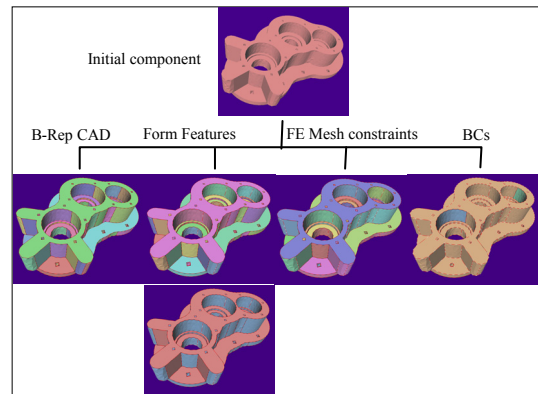 Initial component
B-Rep CAD Form Features FE Mesh constraints BCs